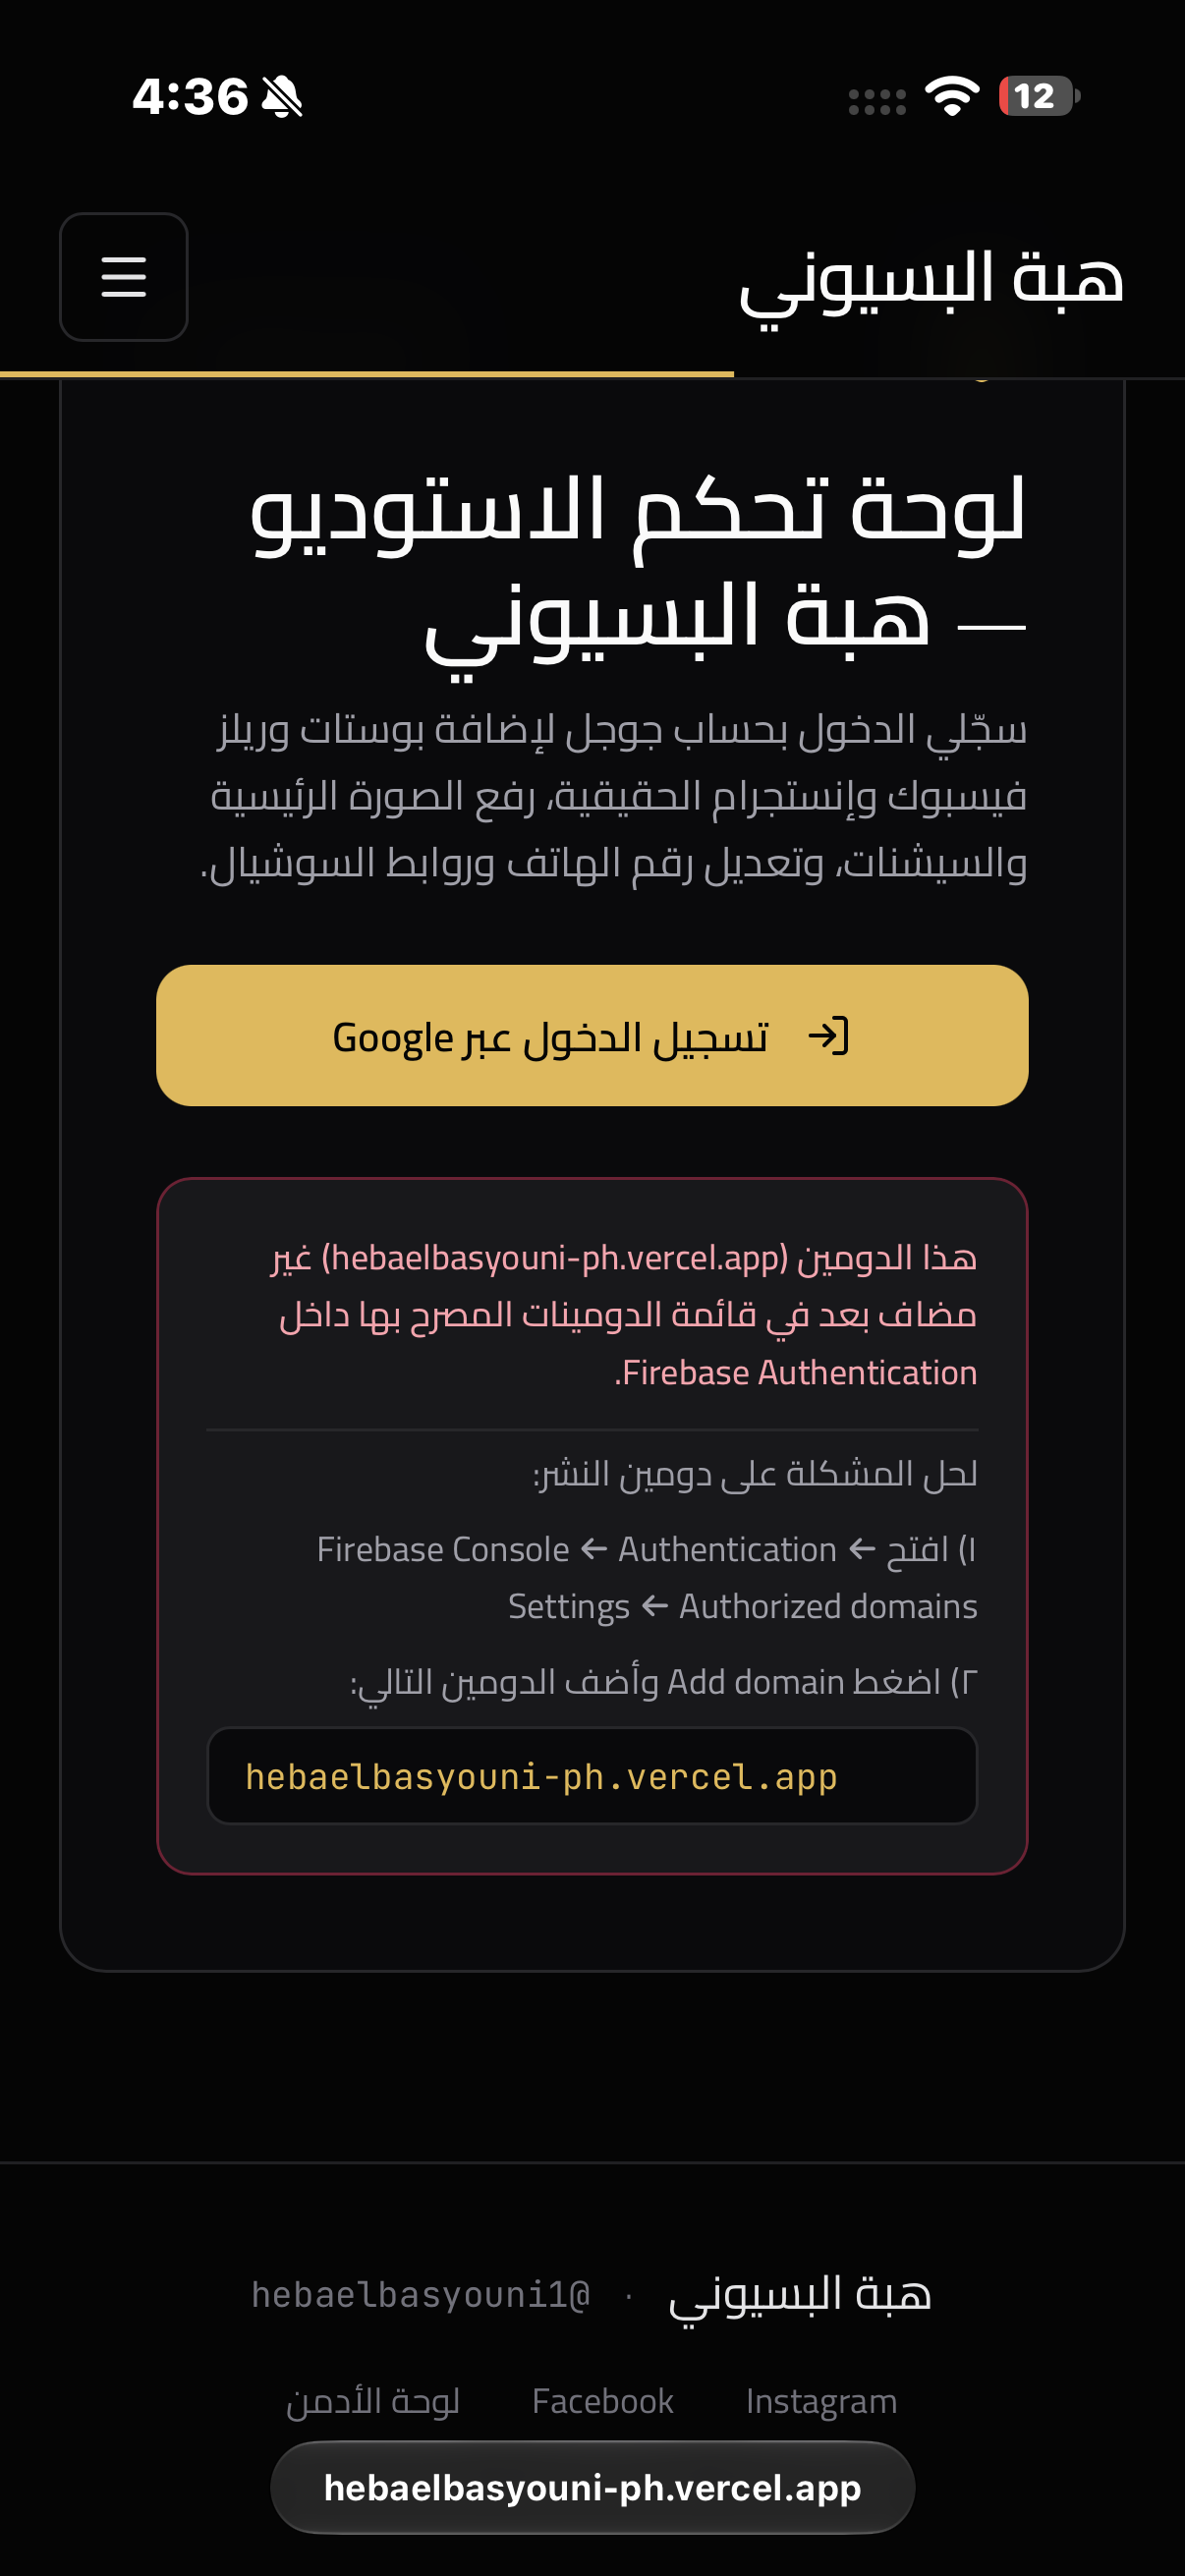 4:36
12
هبة البسيوني
لوحة تحكم الاستوديو
— هبة البسيوني
سجّلي الدخول بحساب جوجل لإضافة بوستات وريلز
فيسبوك وإنستجرام الحقيقية، رفع الصورة الرئيسية
والسيشنات، وتعديل رقم الهاتف وروابط السوشيال.
تسجيل الدخول عبر Google
هذا الدومين (hebaelbasyouni-ph.vercel.app) غير
مضاف بعد في قائمة الدومينات المصرح بها داخل
Firebase Authentication.
لحل المشكلة على دومين النشر:
١) افتح ← Firebase Console ← Authentication
Settings ← Authorized domains
٢) اضغط Add domain وأضف الدومين التالي:
hebaelbasyouni-ph.vercel.app
هبة البسيوني · @hebaelbasyouni1
Instagram Facebook لوحة الأدمن
hebaelbasyouni-ph.vercel.app